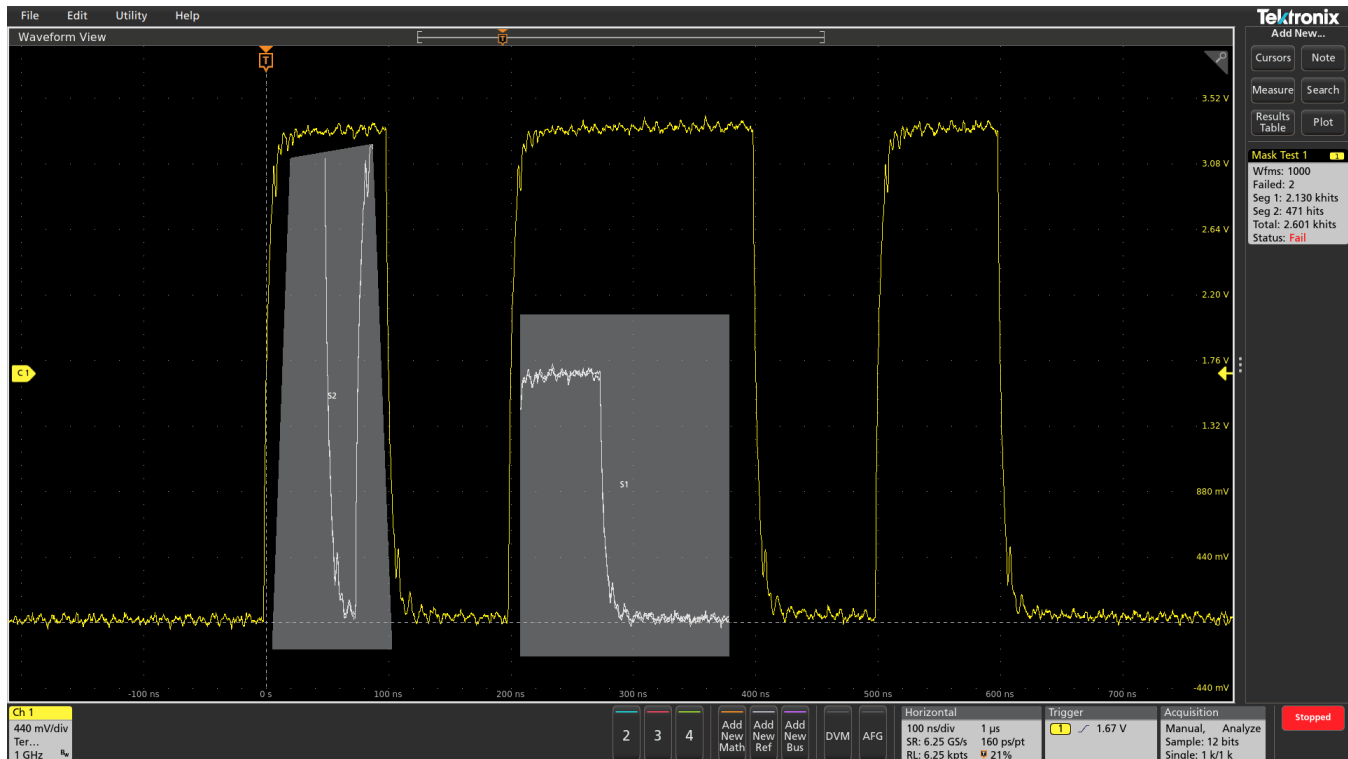 File Edit Utility Help
Tektronix
Waveform View
Add New...
T
T
Cursors Note
Measure Search
Results Table Plot
3.52 V
3.08 V
2.64 V
2.20 V
1.76 V
1.32 V
880 mV
440 mV
-440 mV
C1
S2
S1
-100 ns 0 s 100 ns 200 ns 300 ns 400 ns 500 ns 600 ns 700 ns
Mask Test 1 1
Wfms: 1000
Failed: 2
Seg 1: 2.130 khits
Seg 2: 471 hits
Total: 2.601 khits
Status: Fail
Ch 1
440 mV/div
Ter...
1 GHz Bw
2 3 4
Add New Math
Add New Ref
Add New Bus
DVM AFG
Horizontal
100 ns/div 1 µs
SR: 6.25 GS/s 160 ps/pt
RL: 6.25 kpts 21%
Trigger
1 1.67 V
Acquisition
Manual, Analyze
Sample: 12 bits
Single: 1 k/1 k
Stopped